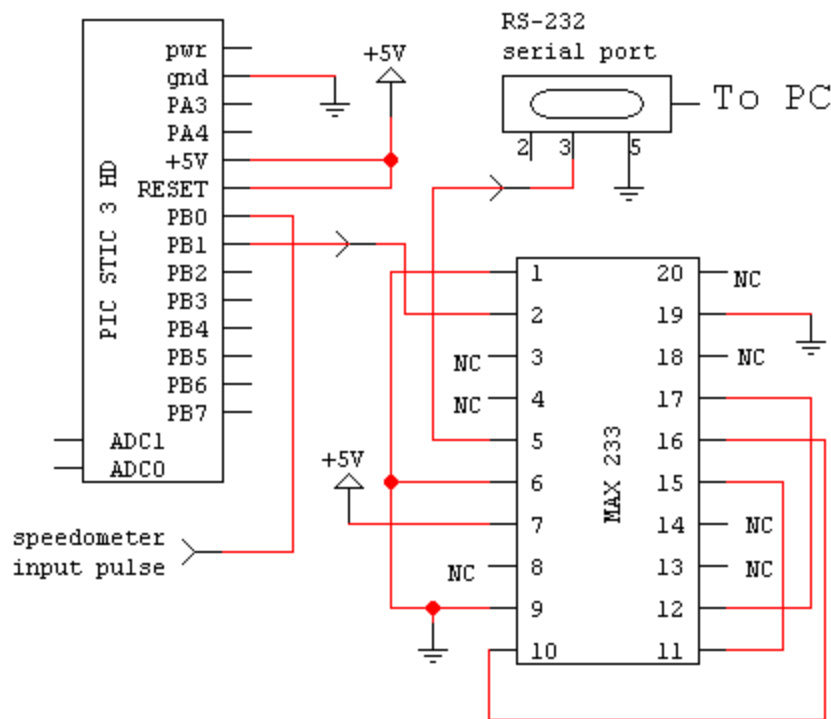 RS-232
serial port
To PC
2
3
5
+5V
pwr
gnd
PA3
PA4
+5V
RESET
PB0
PB1
PB2
PB3
PB4
PB5
PB6
PB7
ADC1
ADC0
PIC STIC 3 HD
speedometer
input pulse
+5V
NC
NC
NC
1
2
3
4
5
6
7
8
9
10
MAX 233
20
19
18
17
16
15
14
13
12
11
NC
NC
NC
NC